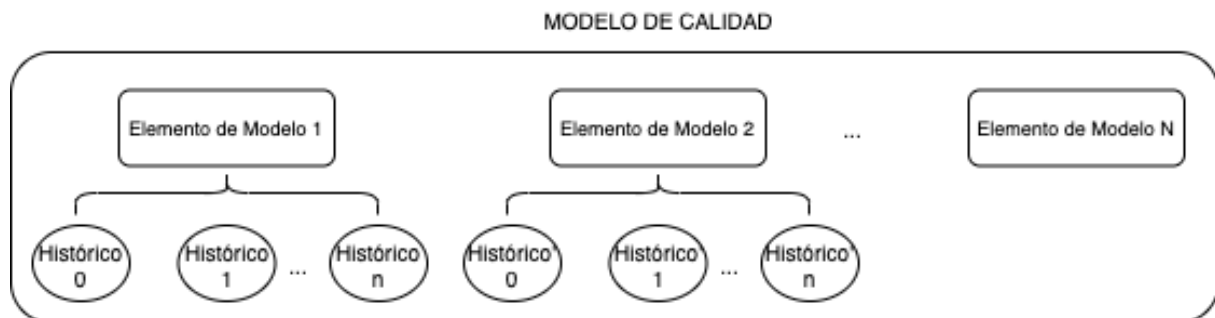 MODELO DE CALIDAD
Elemento de Modelo 1
Elemento de Modelo 2
...
Elemento de Modelo N
Histórico
0
Histórico
1
...
Histórico
n
Histórico'
0
Histórico'
1
...
Histórico'
n